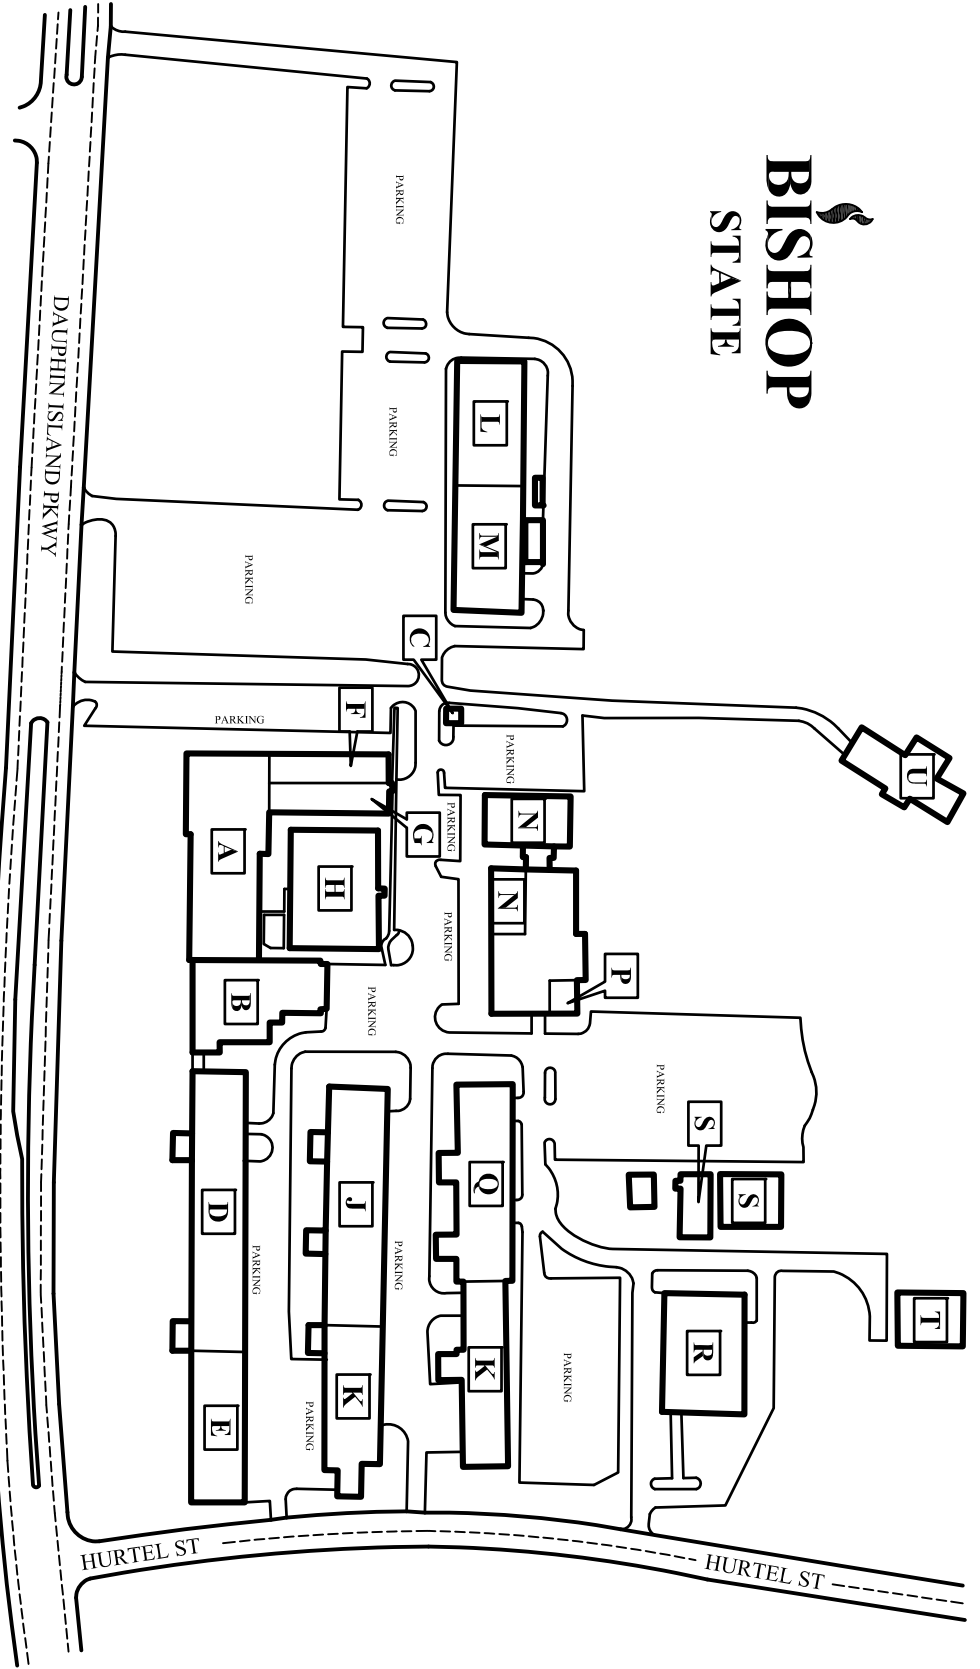 BISHOP
STATE
PARKING
DAUPHIN ISLAND PKWY
PARKING
L
M
PARKING
C
F
PARKING
PARKING
U
G
PARKING
N
A
H
N
PARKING
P
B
PARKING
PARKING
S
S
D
J
Q
PARKING
PARKING
T
R
K
K
PARKING
E
PARKING
HURTEL ST
HURTEL ST